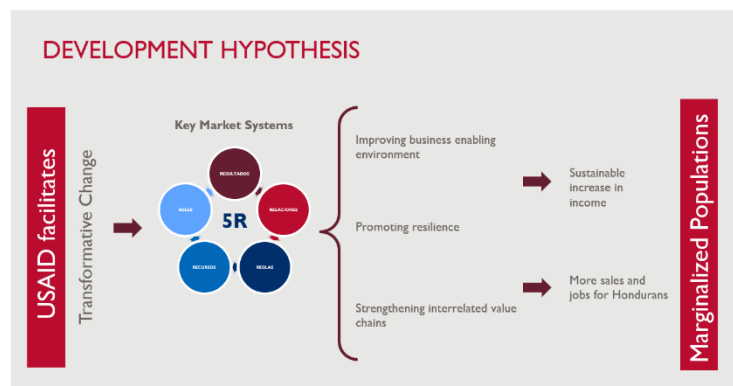 DEVELOPMENT HYPOTHESIS
USAID facilitates
Transformative Change
Key Market Systems
RESULTADOS
RELACIONES
REGLAS
RECURSOS
ROLES
5R
Improving business enabling
environment
Promoting resilience
Strengthening interrelated value
chains
Sustainable
increase in
income
More sales and
jobs for Hondurans
Marginalized Populations